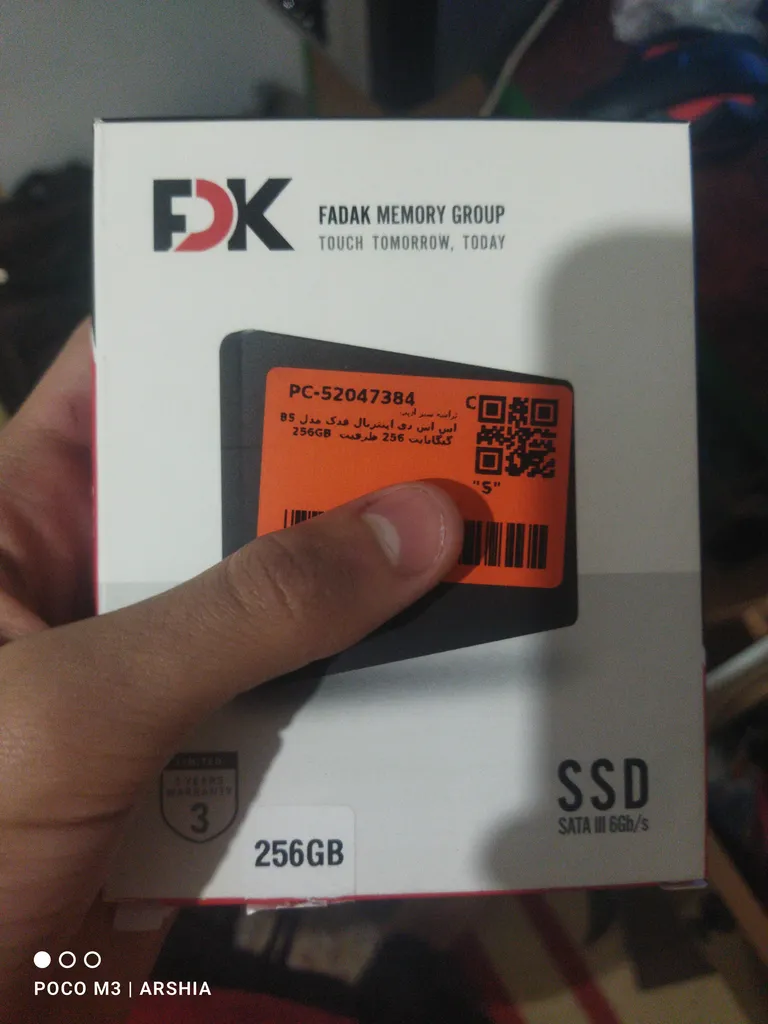 FDK
FADAK MEMORY GROUP
TOUCH TOMORROW, TODAY
PC-52047384
C
اس اس دی اینترنال فدک مدل B5
256GB ظرفیت 256 گیگابایت
"S"
LIMITED
3 YEARS
WARRANTY
3
256GB
SSD
SATA III 6Gb/s
POCO M3 | ARSHIA